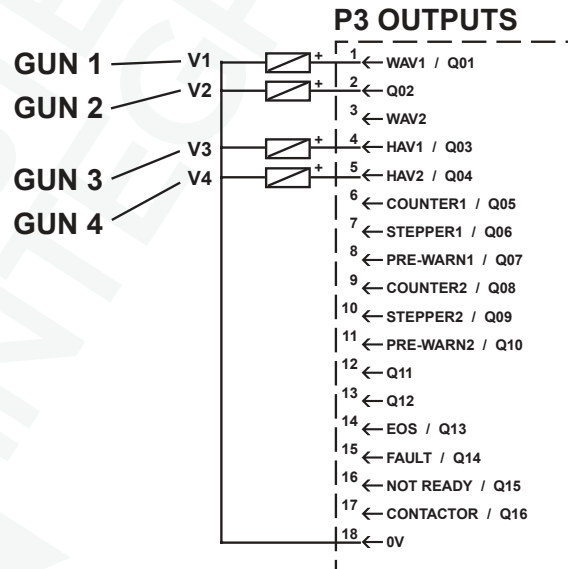 P3 OUTPUTS
GUN 1 V1 + 1 WAV1 / Q01
GUN 2 V2 + 2 Q02
3 WAV2
GUN 3 V3 + 4 HAV1 / Q03
GUN 4 V4 + 5 HAV2 / Q04
6 COUNTER1 / Q05
7 STEPPER1 / Q06
8 PRE-WARN1 / Q07
9 COUNTER2 / Q08
10 STEPPER2 / Q09
11 PRE-WARN2 / Q10
12 Q11
13 Q12
14 EOS / Q13
15 FAULT / Q14
16 NOT READY / Q15
17 CONTACTOR / Q16
18 0V